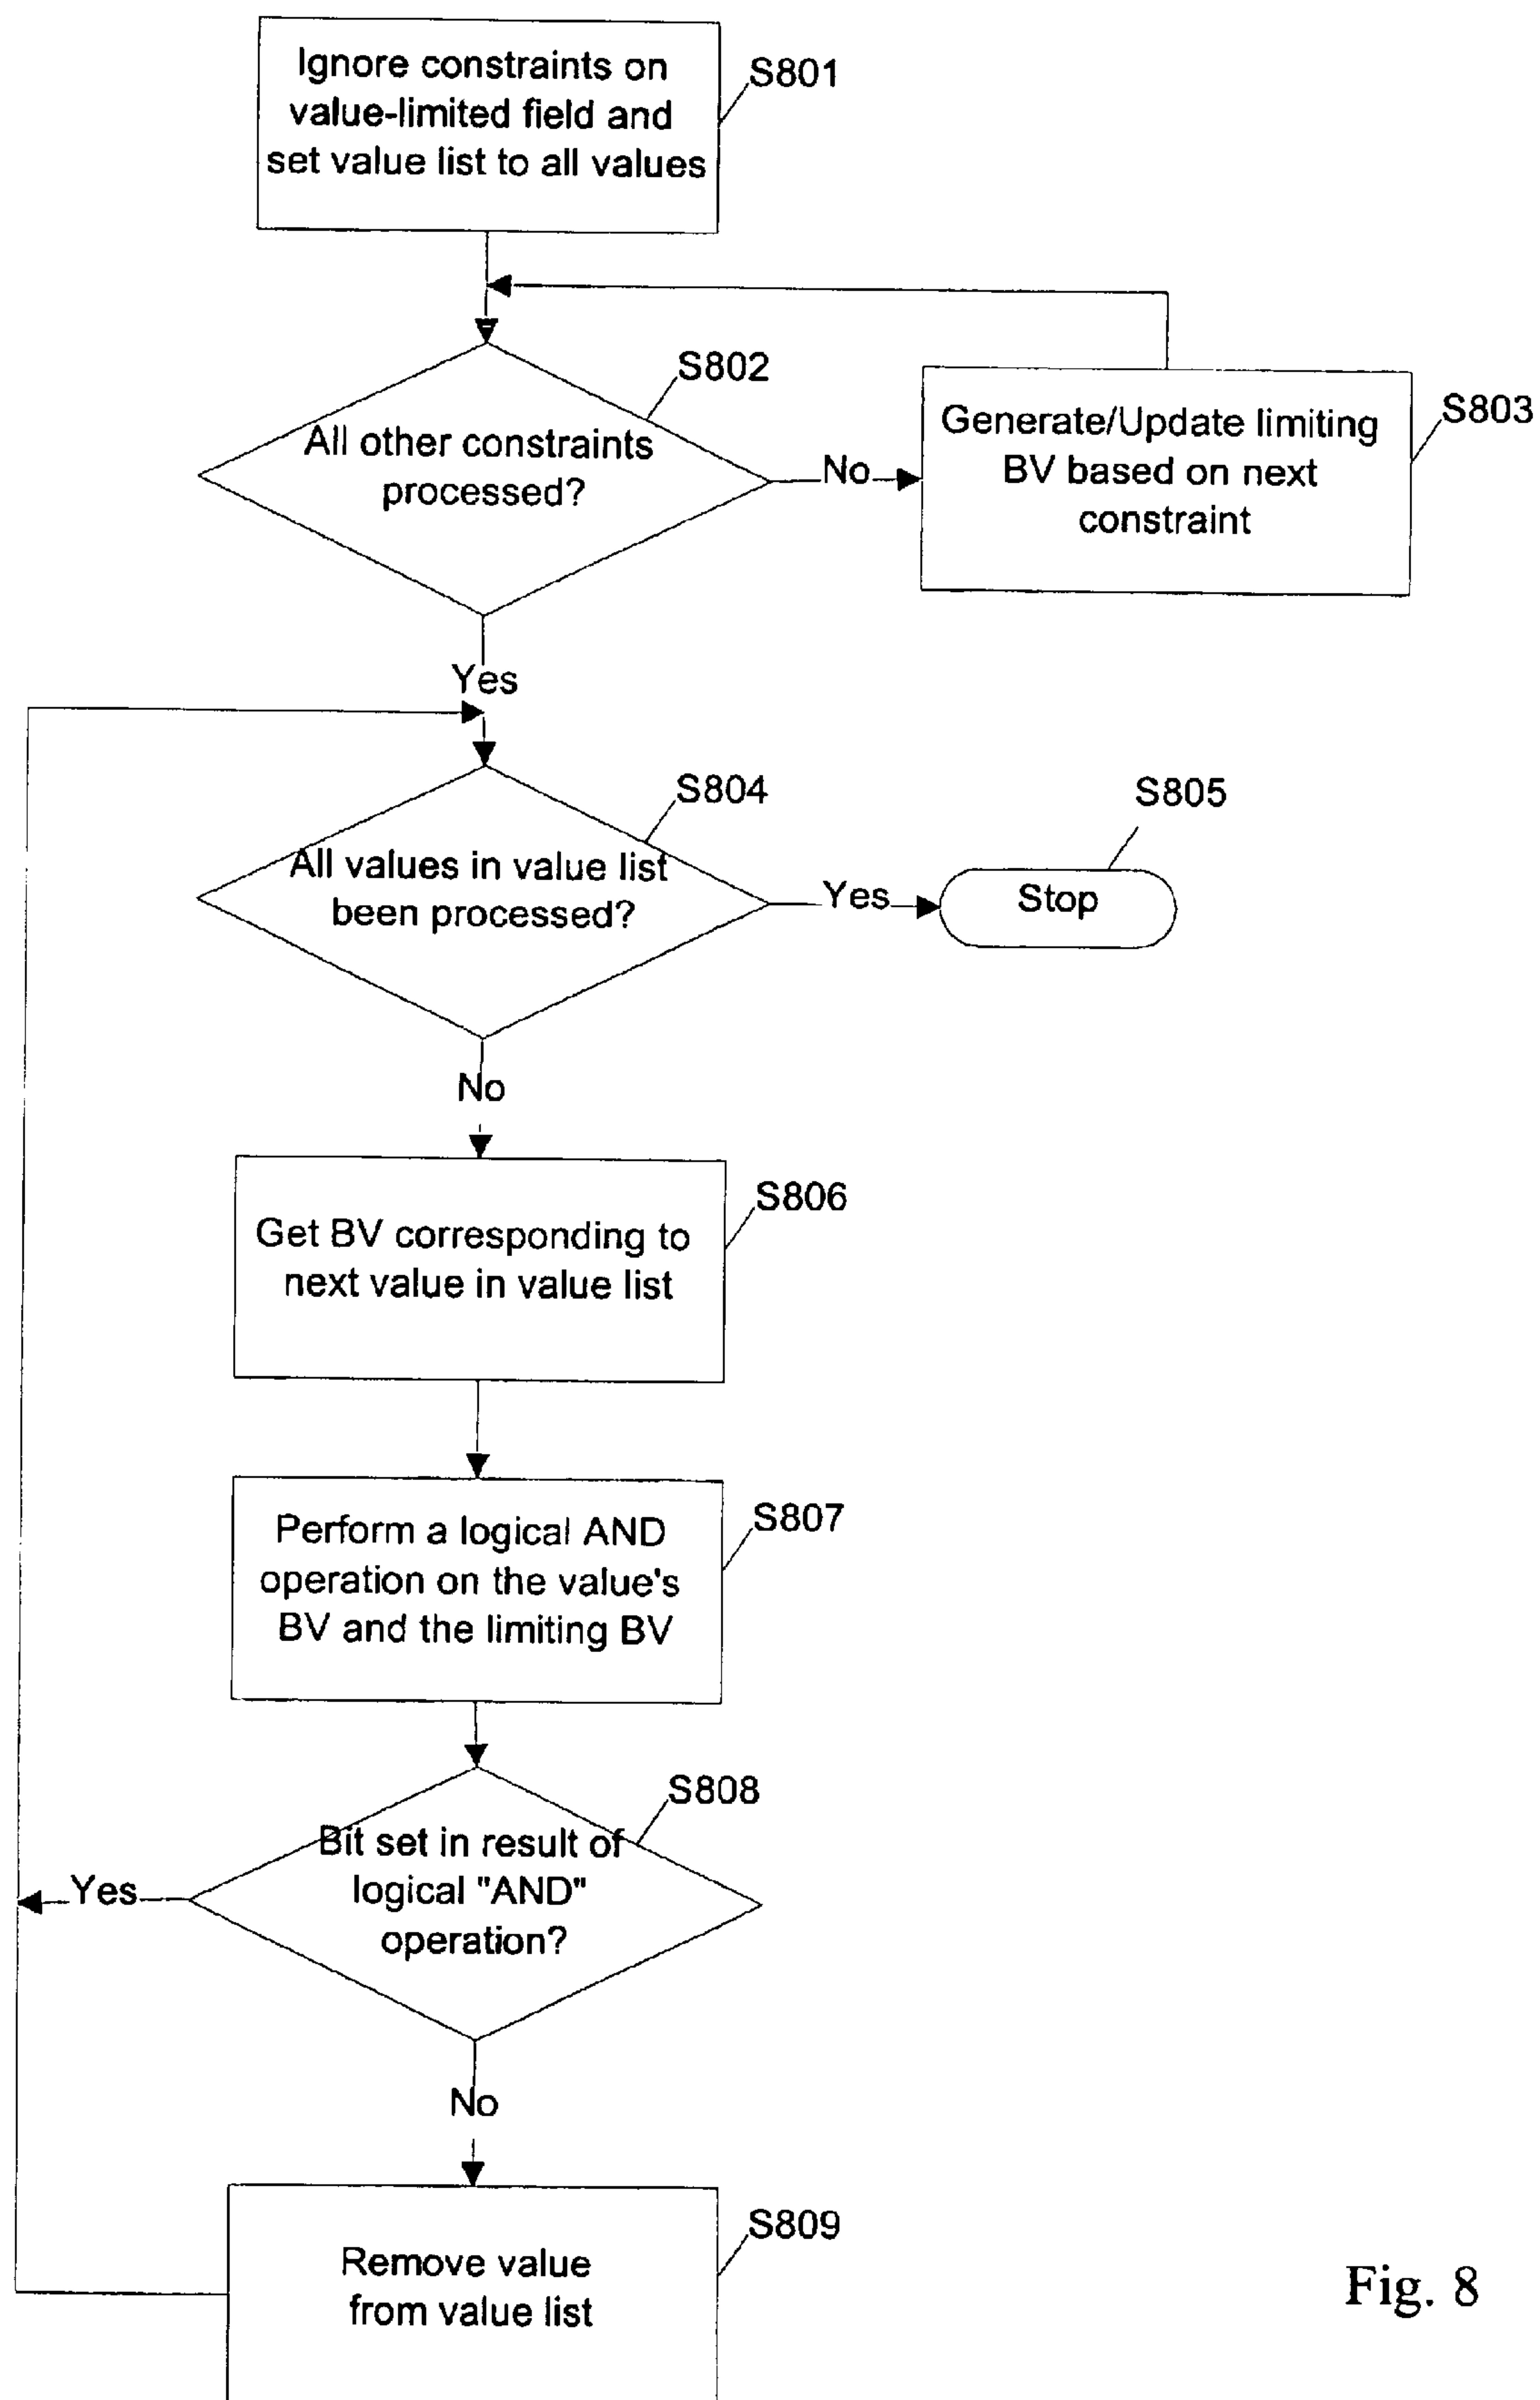 Ignore constraints on
value-limited field and
set value list to all values
S801
S802
All other constraints
processed?
No
Generate/Update limiting
BV based on next
constraint
S803
Yes
S804
All values in value list
been processed?
Yes
S805
Stop
No
S806
Get BV corresponding to
next value in value list
S807
Perform a logical AND
operation on the value's
BV and the limiting BV
S808
Bit set in result of
logical "AND"
operation?
Yes
No
S809
Remove value
from value list
Fig. 8